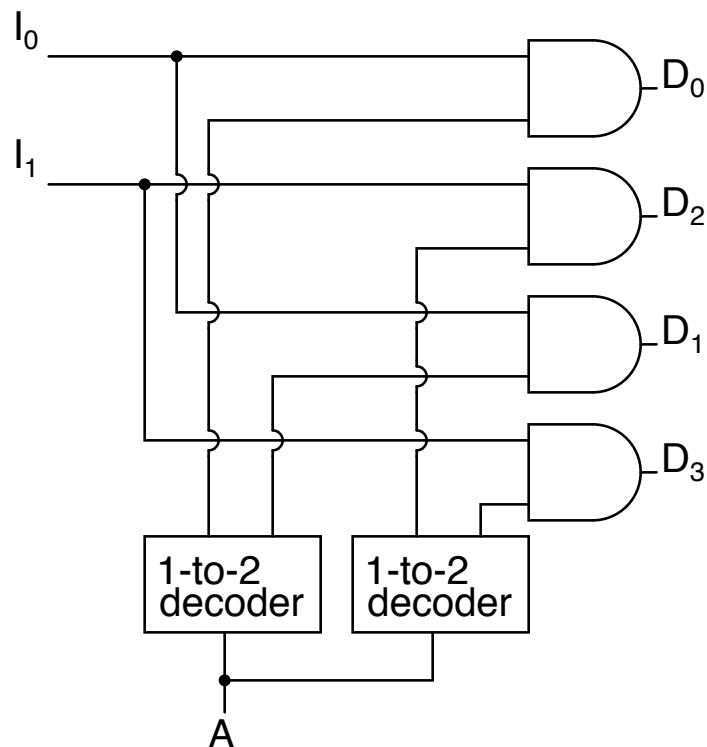 I₀
D₀
I₁
D₂
D₁
D₃
1-to-2
decoder
1-to-2
decoder
A